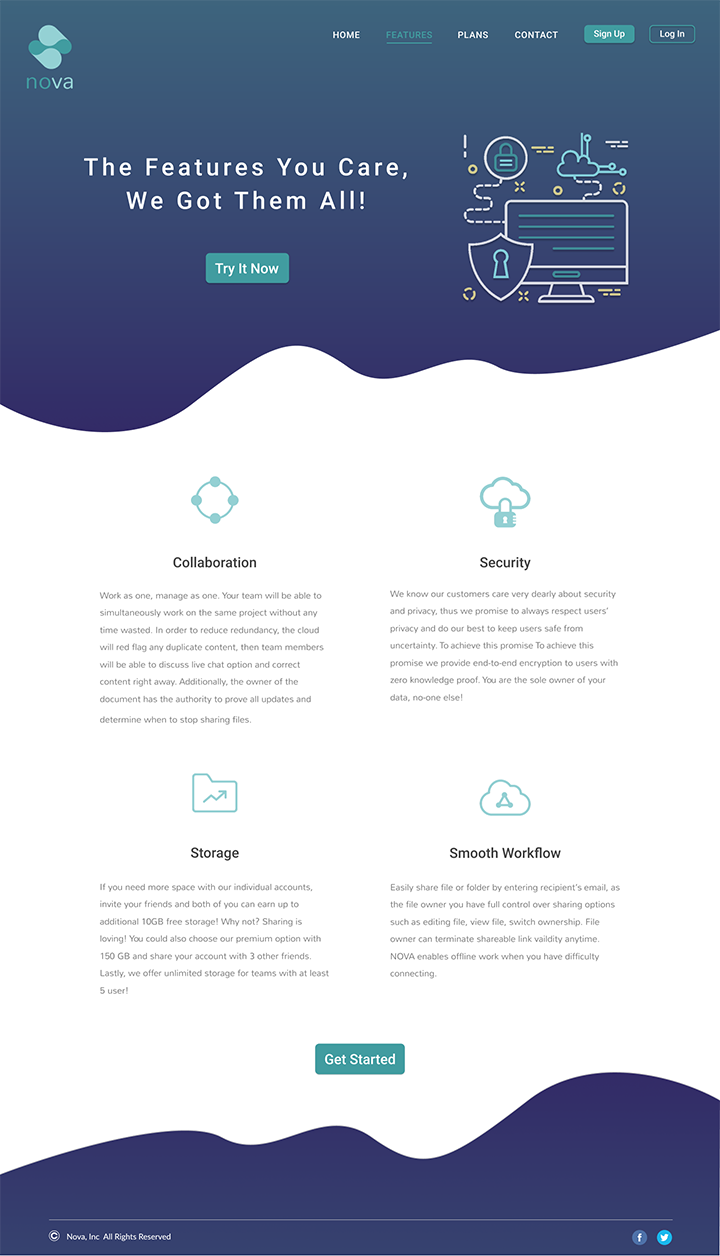 nova
HOME FEATURES PLANS CONTACT Sign Up Log In
The Features You Care,
We Got Them All!
Try It Now
Collaboration
Work as one, manage as one. Your team will be able to
simultaneously work on the same project without any
time wasted. In order to reduce redundancy, the cloud
will red flag any duplicate content, then team members
will be able to discuss live chat option and correct
content right away. Additionally, the owner of the
document has the authority to prove all updates and
determine when to stop sharing files.
Security
We know our customers care very dearly about security
and privacy, thus we promise to always respect users'
privacy and do our best to keep users safe from
uncertainty. To achieve this promise To achieve this
promise we provide end-to-end encryption to users with
zero knowledge proof. You are the sole owner of your
data, no-one else!
Storage
If you need more space with our individual accounts,
invite your friends and both of you can earn up to
additional 10GB free storage! Why not? Sharing is
loving! You could also choose our premium option with
150 GB and share your account with 3 other friends.
Lastly, we offer unlimited storage for teams with at least
5 user!
Smooth Workflow
Easily share file or folder by entering recipient's email, as
the file owner you have full control over sharing options
such as editing file, view file, switch ownership. File
owner can terminate shareable link vaildity anytime.
NOVA enables offline work when you have difficulty
connecting.
Get Started
© Nova, Inc All Rights Reserved